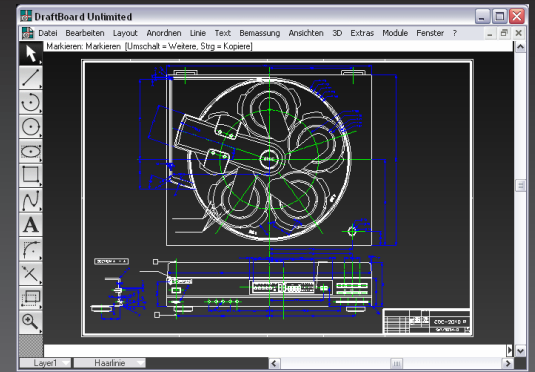 DraftBoard Unlimited
Datei Bearbeiten Layout Anordnen Linie Text Bemassung Ansichten 3D Extras Module Fenster ?
Markieren: Markieren [Umschalt = Weitere, Strg = Kopiere]
A
Layer1 Haarlinie